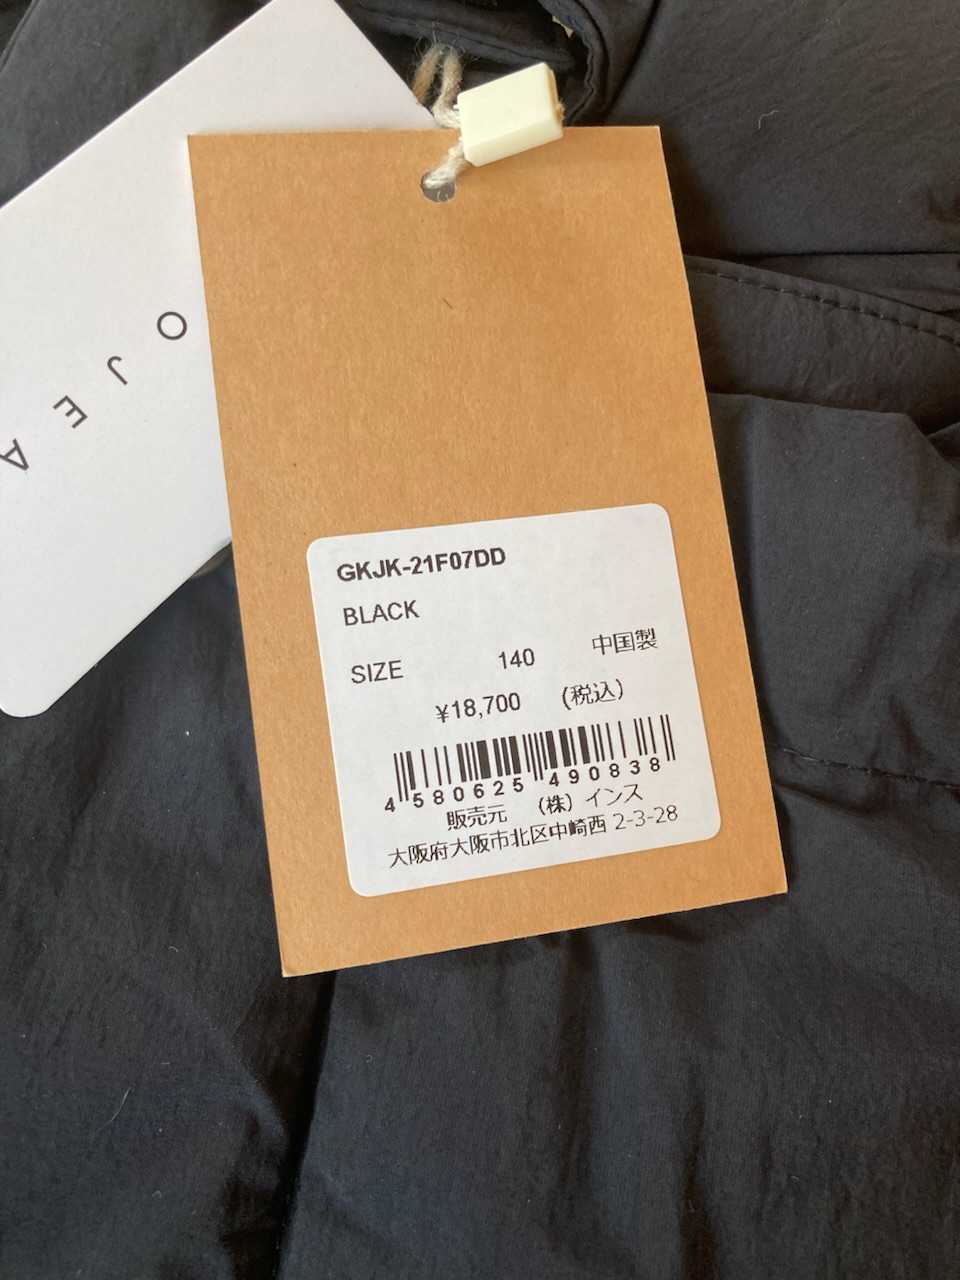 OJEA
GKJK-21F07DD
BLACK
SIZE 140 中国製
¥18,700 (税込)
4 580625 490838
販売元 (株) インス
大阪府大阪市北区中崎西 2-3-28